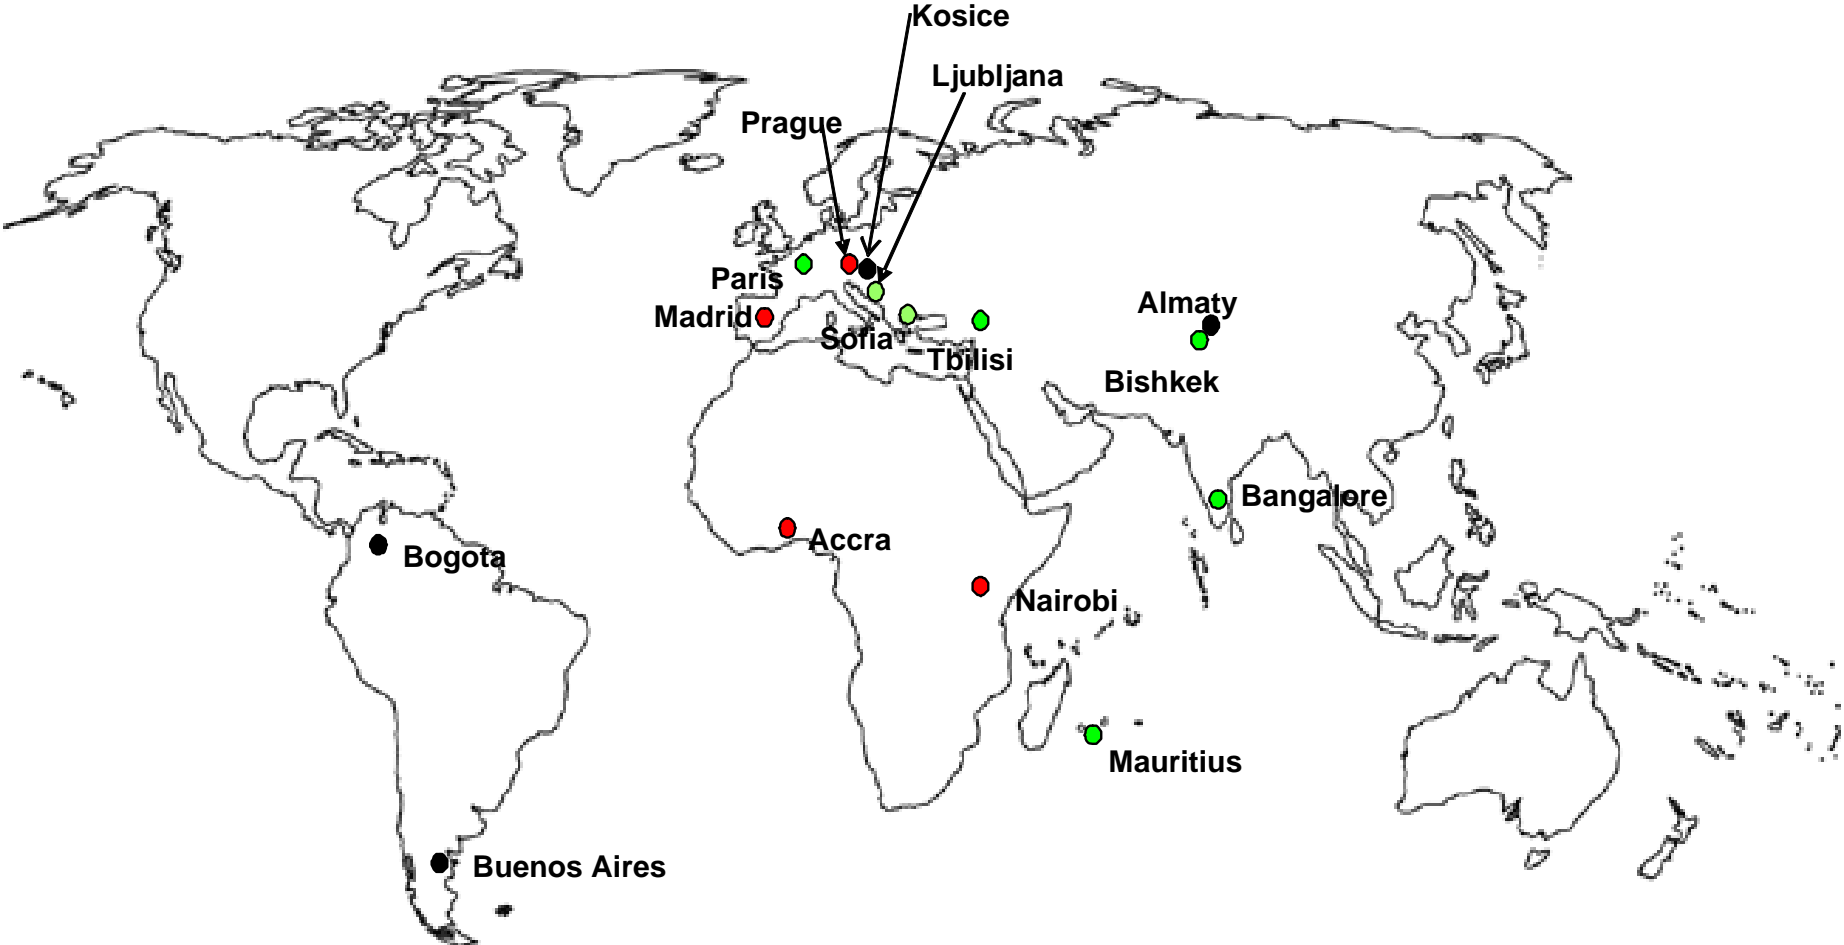 Kosice
Ljubljana
Prague
Paris
Almaty
Madrid
Sofia
Tbilisi
Bishkek
Bangalore
Accra
Bogota
Nairobi
Mauritius
Buenos Aires